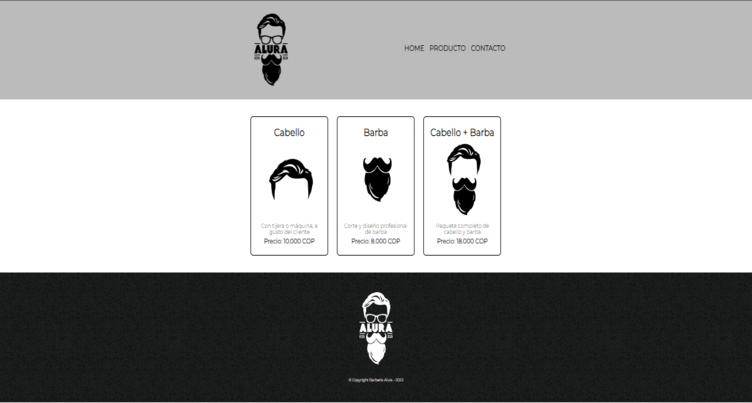 ALURA
HOME PRODUCTO CONTACTO
Cabello
Barba
Cabello + Barba
Con tijera o máquina, a
gusto del cliente
Corte y diseño profesional
de barba
Paquete completo de
cabello y barba
Precio: 10.000 COP
Precio: 8.000 COP
Precio: 18.000 COP
ALURA
© Copyright Barbería Alura - 2022